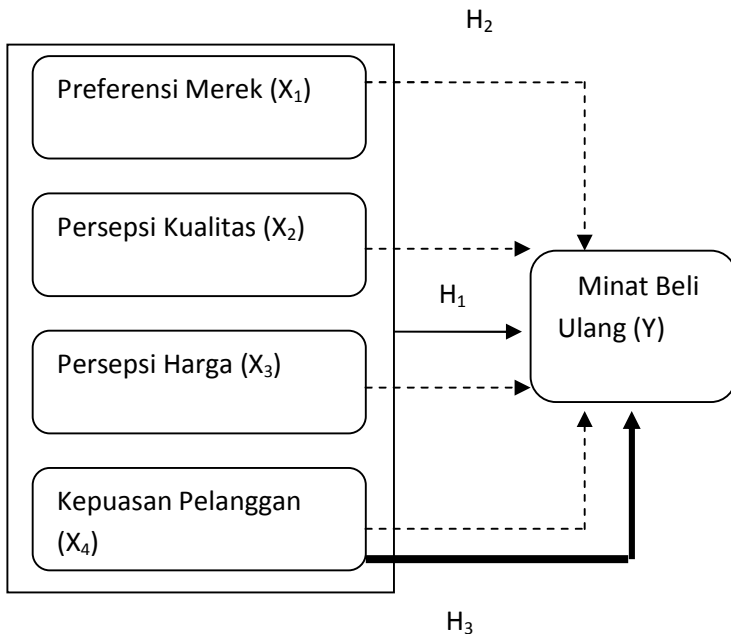 H₂
Preferensi Merek (X₁)
Persepsi Kualitas (X₂)
H₁
Minat Beli
Ulang (Y)
Persepsi Harga (X₃)
Kepuasan Pelanggan
(X₄)
H₃